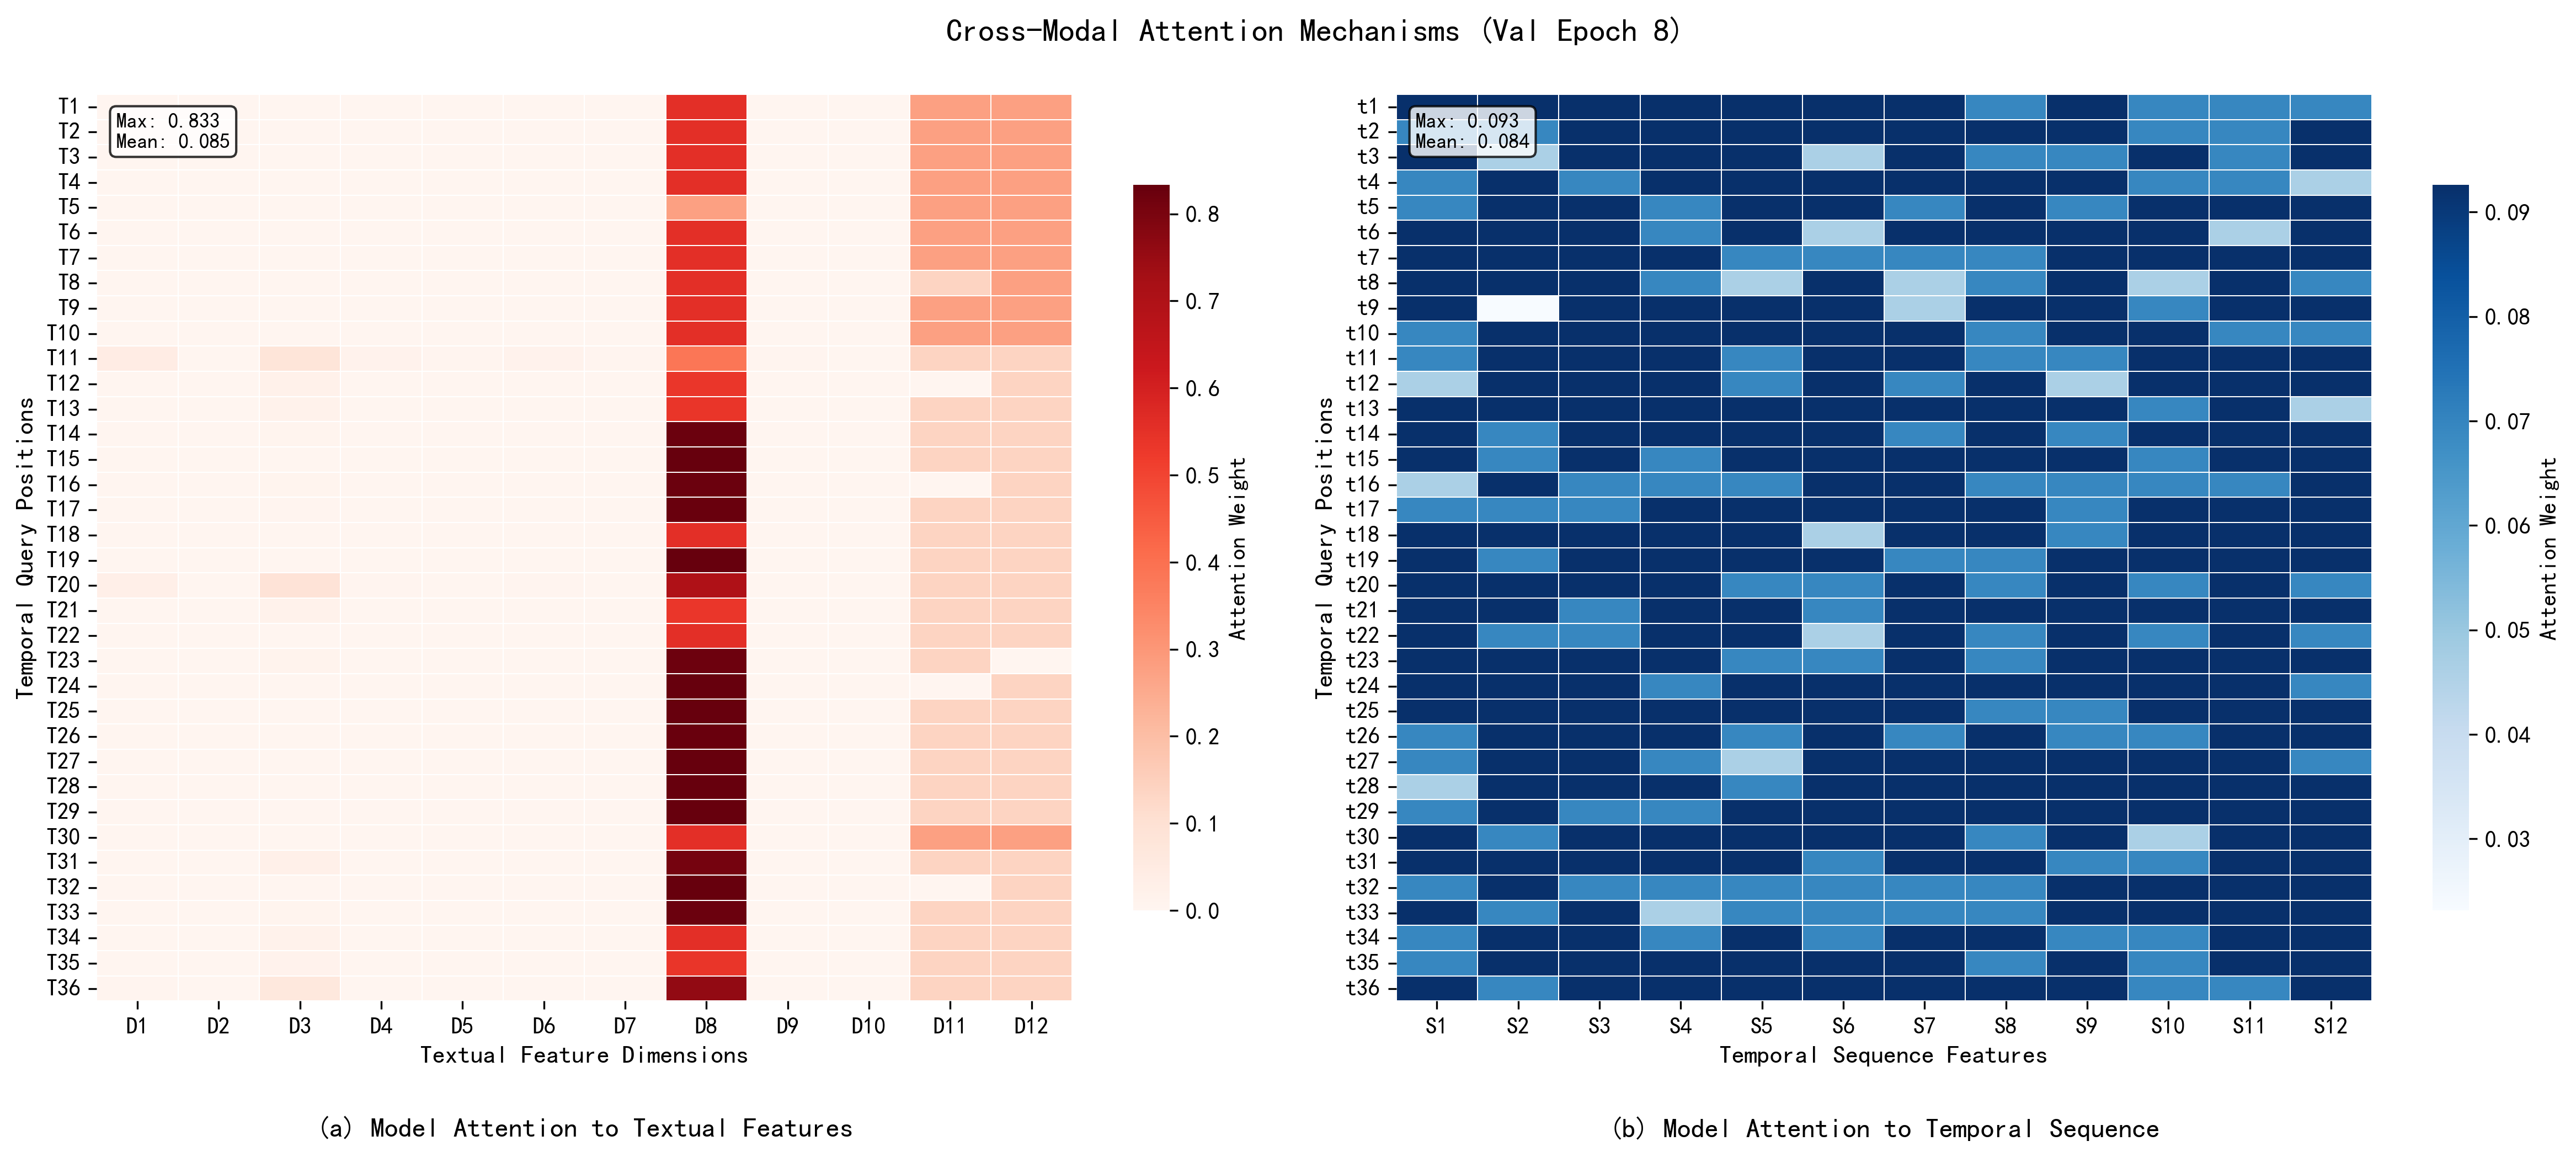 Cross-Modal Attention Mechanisms (Val Epoch 8)
Temporal Query Positions
T1
T2
T3
T4
T5
T6
T7
T8
T9
T10
T11
T12
T13
T14
T15
T16
T17
T18
T19
T20
T21
T22
T23
T24
T25
T26
T27
T28
T29
T30
T31
T32
T33
T34
T35
T36
Max: 0.833
Mean: 0.085
D1 D2 D3 D4 D5 D6 D7 D8 D9 D10 D11 D12
Textual Feature Dimensions
0.8
0.7
0.6
0.5
0.4
0.3
0.2
0.1
0.0
Attention Weight
(a) Model Attention to Textual Features
Temporal Query Positions
t1
t2
t3
t4
t5
t6
t7
t8
t9
t10
t11
t12
t13
t14
t15
t16
t17
t18
t19
t20
t21
t22
t23
t24
t25
t26
t27
t28
t29
t30
t31
t32
t33
t34
t35
t36
Max: 0.093
Mean: 0.084
S1 S2 S3 S4 S5 S6 S7 S8 S9 S10 S11 S12
Temporal Sequence Features
0.09
0.08
0.07
0.06
0.05
0.04
0.03
Attention Weight
(b) Model Attention to Temporal Sequence